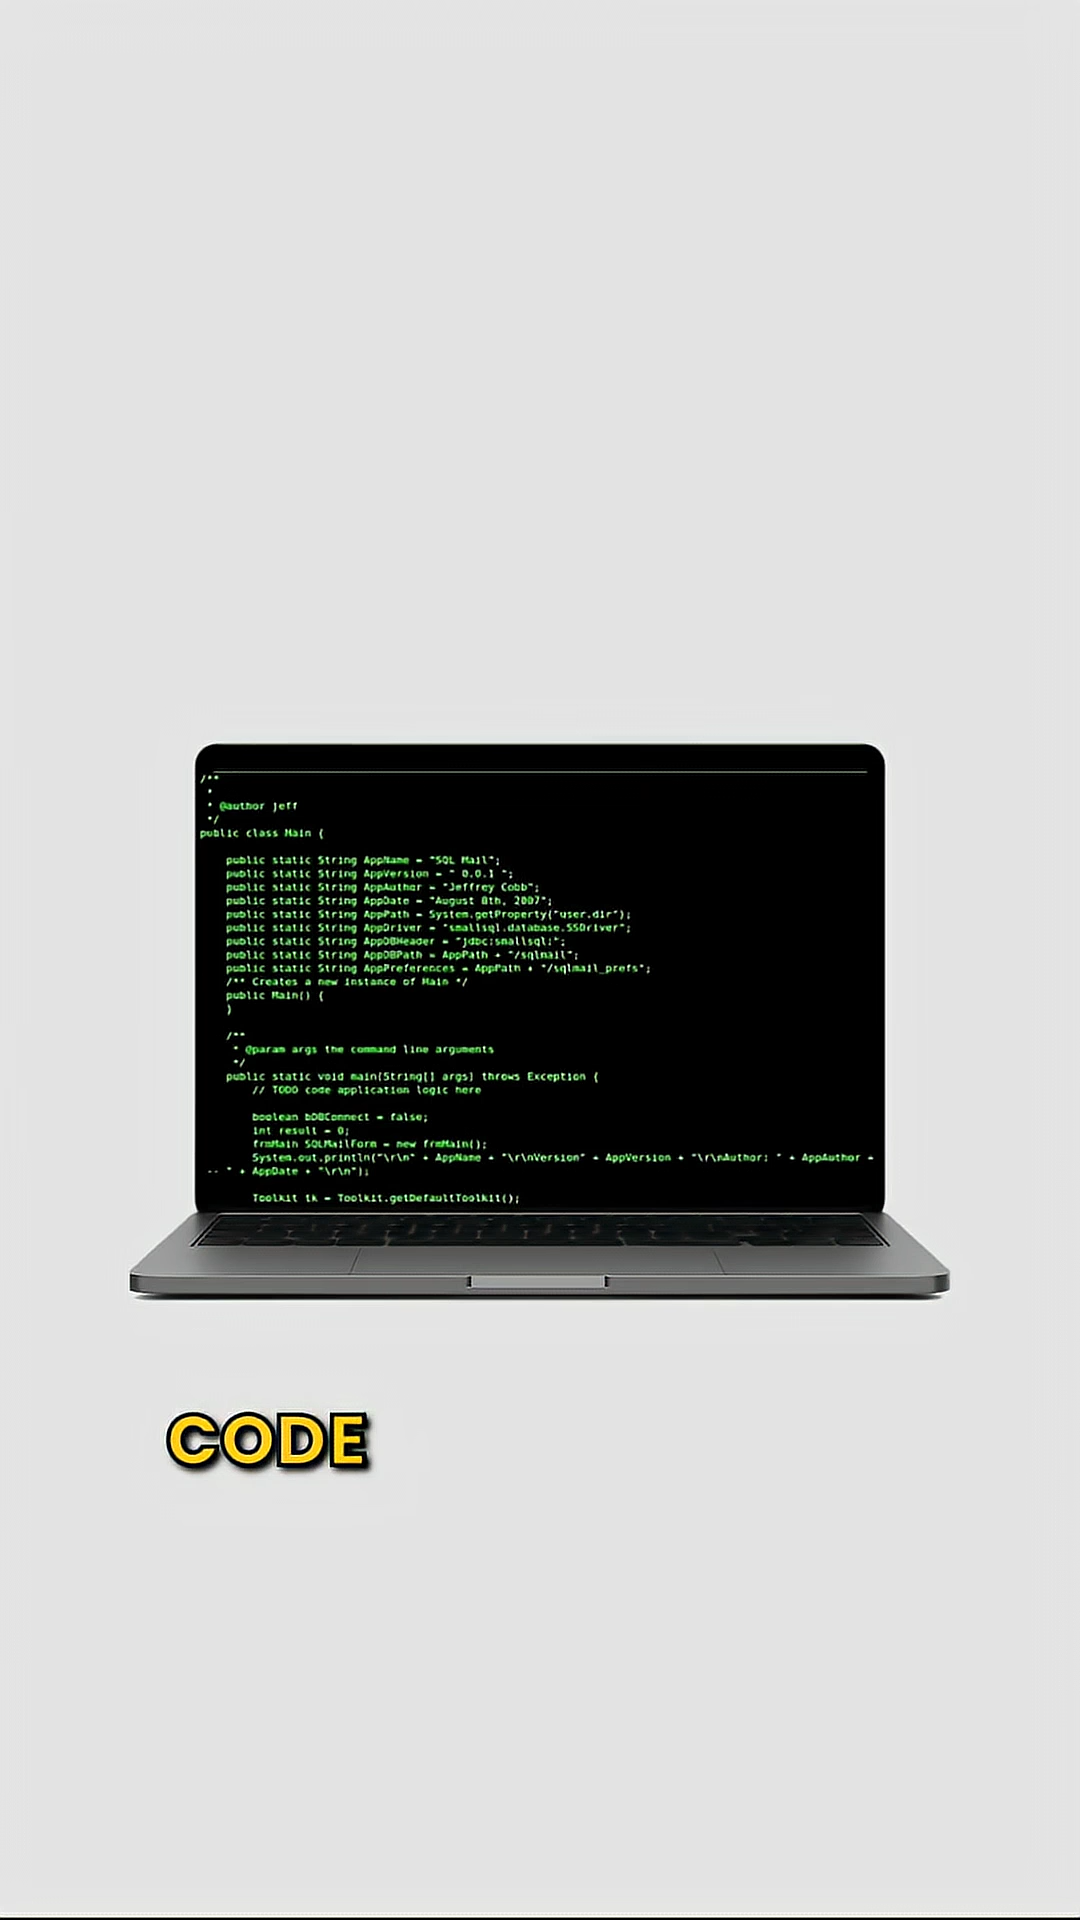 /**
*
* @author jeff
*/
public class Main {
public static String AppName = "SQL Mail";
public static String AppVersion = " 0.0.1 ";
public static String AppAuthor = "Jeffrey Cobb";
public static String AppDate = "August 8th, 2007";
public static String AppPath = System.getProperty("user.dir");
public static String AppDriver = "smallsql.database.SSDriver";
public static String AppDBHeader = "jdbc:smallsql:";
public static String AppDBPath = AppPath + "/sqlmail";
public static String AppPreferences = AppPath + "/sqlmail_prefs";
/** Creates a new instance of Main */
public Main() {
}
/**
* @param args the command line arguments
*/
public static void main(String[] args) throws Exception {
// TODO code application logic here
boolean bDBConnect = false;
int result = 0;
frmMain SQLMailForm = new frmMain();
System.out.println("\r\n" + AppName + "\r\nVersion" + AppVersion + "\r\nAuthor: " + AppAuthor +
-- " + AppDate + "\r\n");
Toolkit tk = Toolkit.getDefaultToolkit();
CODE